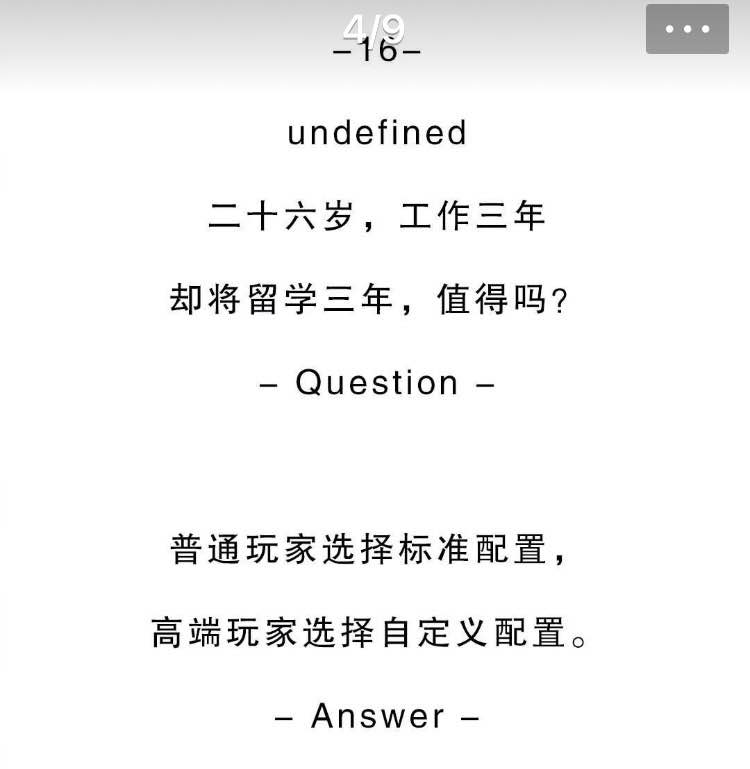 4/9
–16–
undefined
二十六岁，工作三年
却将留学三年，值得吗？
– Question –
普通玩家选择标准配置，
高端玩家选择自定义配置。
– Answer –